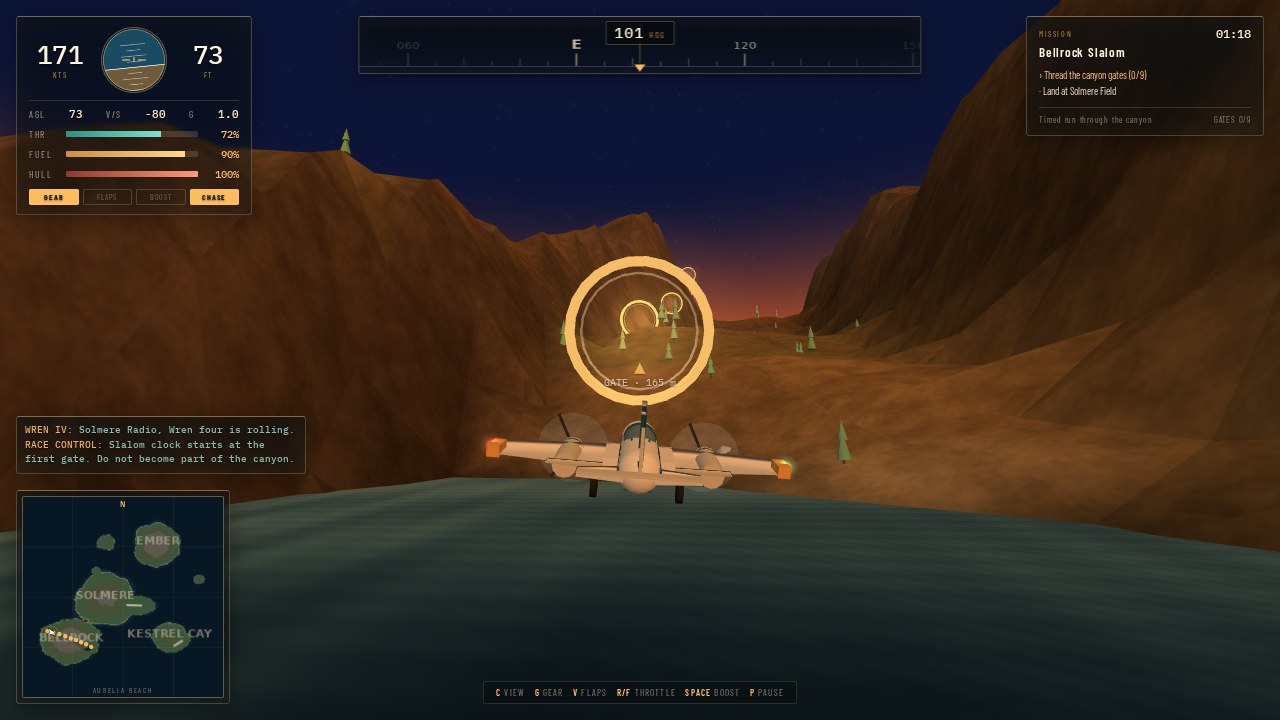 171
KTS
73
FT
AGL 73 V/S -80 G 1.0
THR 72%
FUEL 90%
HULL 100%
GEAR FLAPS BOOST CHASE
060 E 101 HDG 120 150
MISSION 01:18
Bellrock Slalom
› Thread the canyon gates (0/9)
· Land at Solmere Field
Timed run through the canyon GATES 0/9
GATE · 165 m
WREN IV: Solmere Radio, Wren four is rolling.
RACE CONTROL: Slalom clock starts at the
first gate. Do not become part of the canyon.
N
EMBER
SOLMERE
BELLROCK
KESTREL CAY
AURELIA REACH
C VIEW G GEAR V FLAPS R/F THROTTLE SPACE BOOST P PAUSE